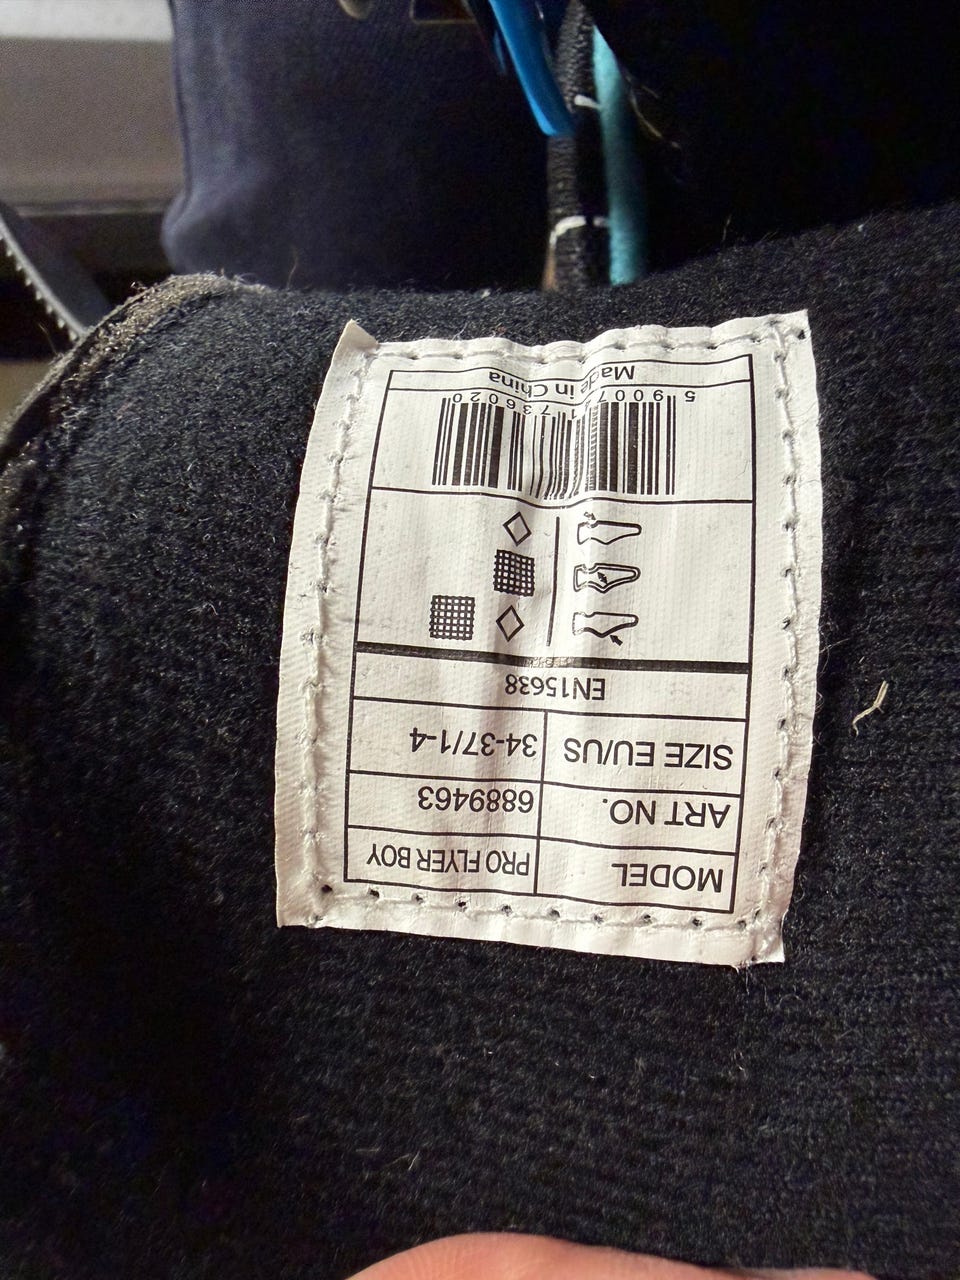 MODEL PRO FLYER BOY
ART NO. 6889463
SIZE EU/US 34-37/1-4
EN15638
Made in China